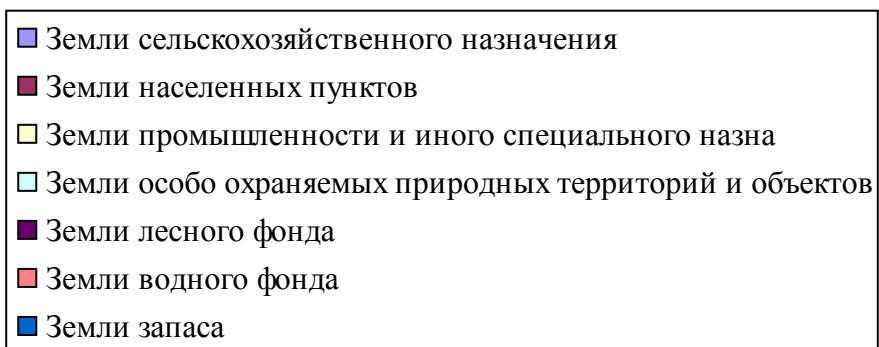 Земли сельскохозяйственного назначения
Земли населенных пунктов
Земли промышленности и иного специального назна
Земли особо охраняемых природных территорий и объектов
Земли лесного фонда
Земли водного фонда
Земли запаса